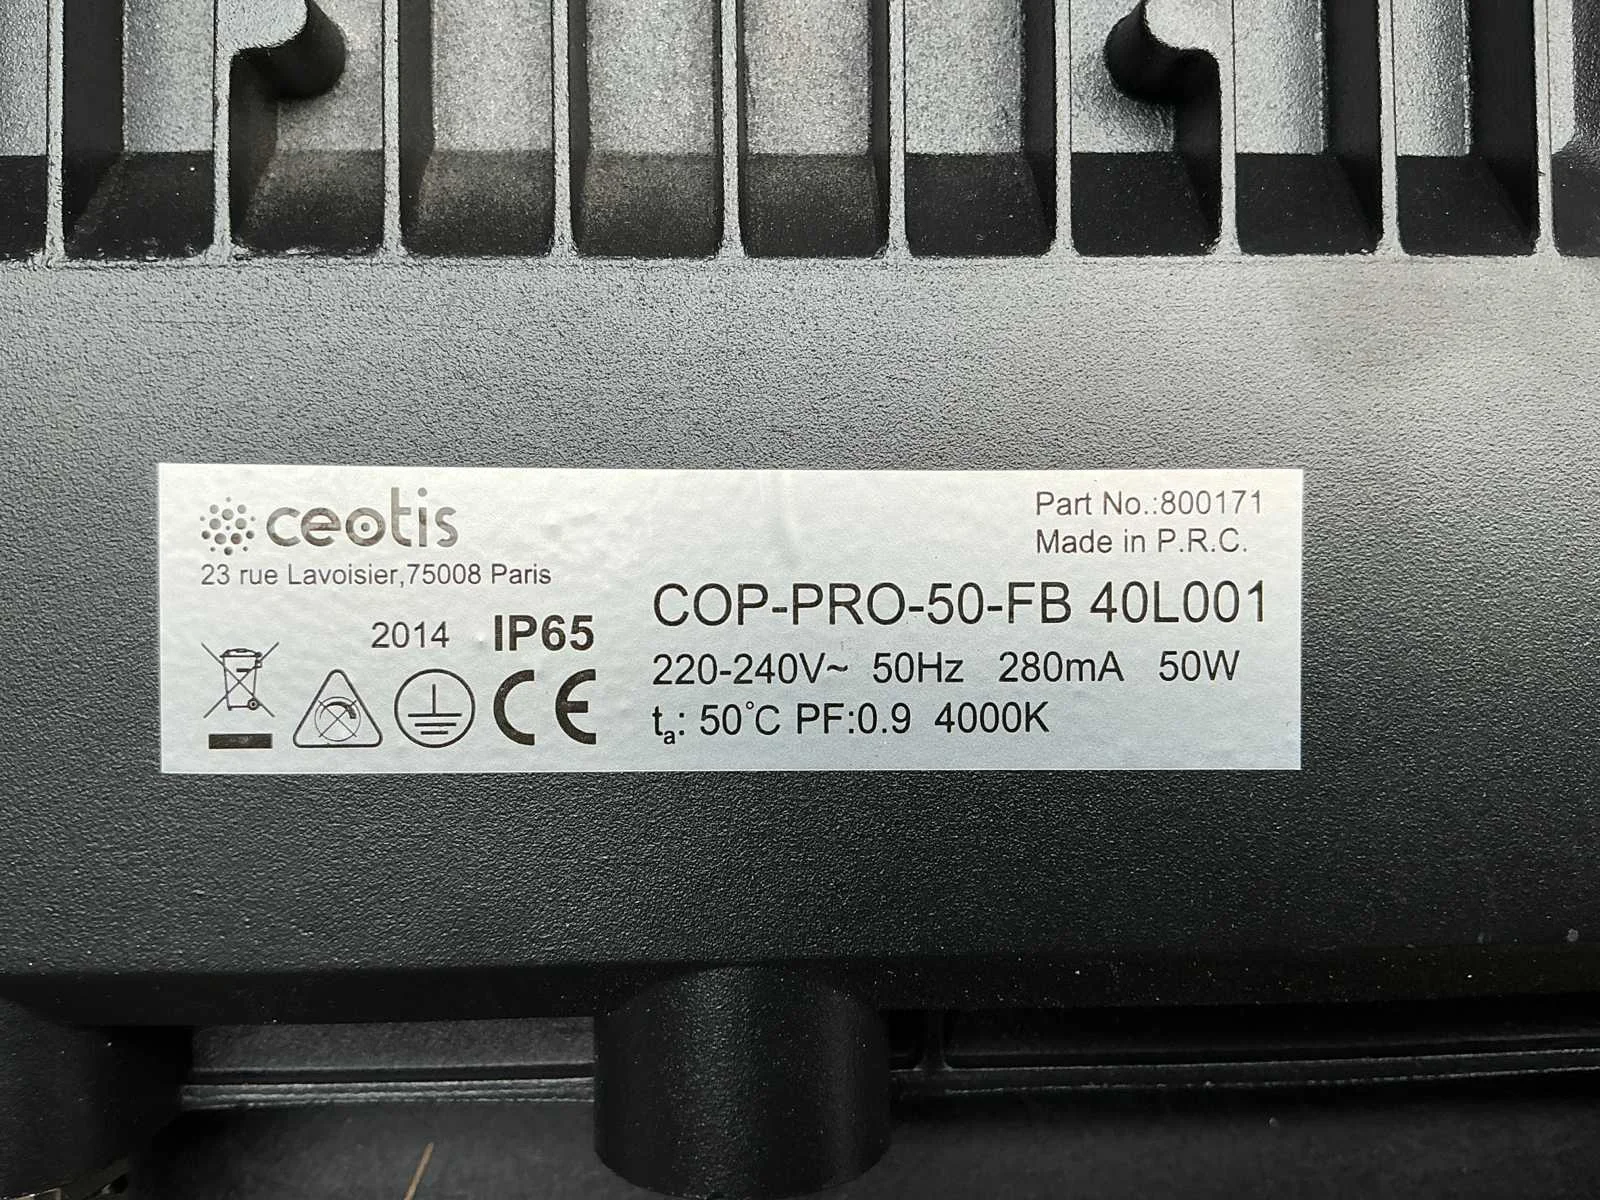 ceotis
23 rue Lavoisier,75008 Paris
2014 IP65
CE
Part No.:800171
Made in P.R.C.
COP-PRO-50-FB 40L001
220-240V~ 50Hz 280mA 50W
ta: 50°C PF:0.9 4000K